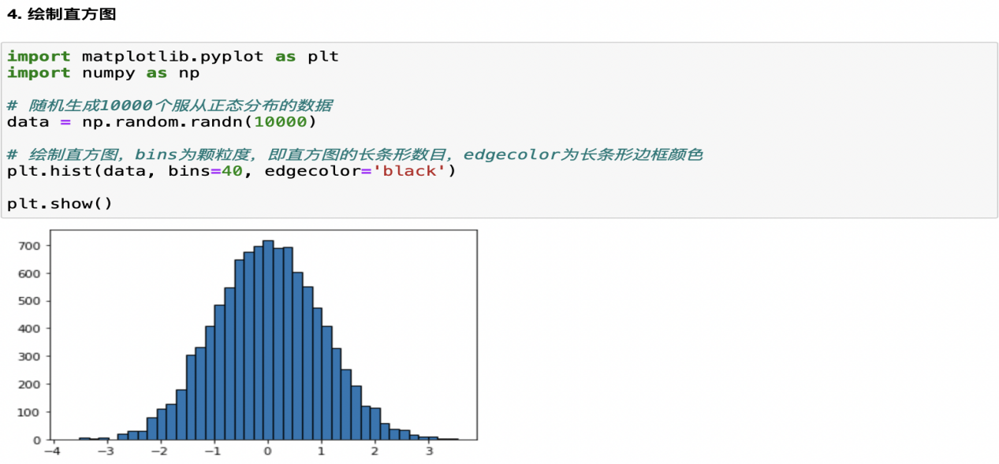 4. 绘制直方图
import matplotlib.pyplot as plt
import numpy as np
# 随机生成10000个服从正态分布的数据
data = np.random.randn(10000)
# 绘制直方图，bins为颗粒度，即直方图的长条形数目，edgecolor为长条形边框颜色
plt.hist(data, bins=40, edgecolor='black')
plt.show()
700
600
500
400
300
200
100
0
−4 −3 −2 −1 0 1 2 3